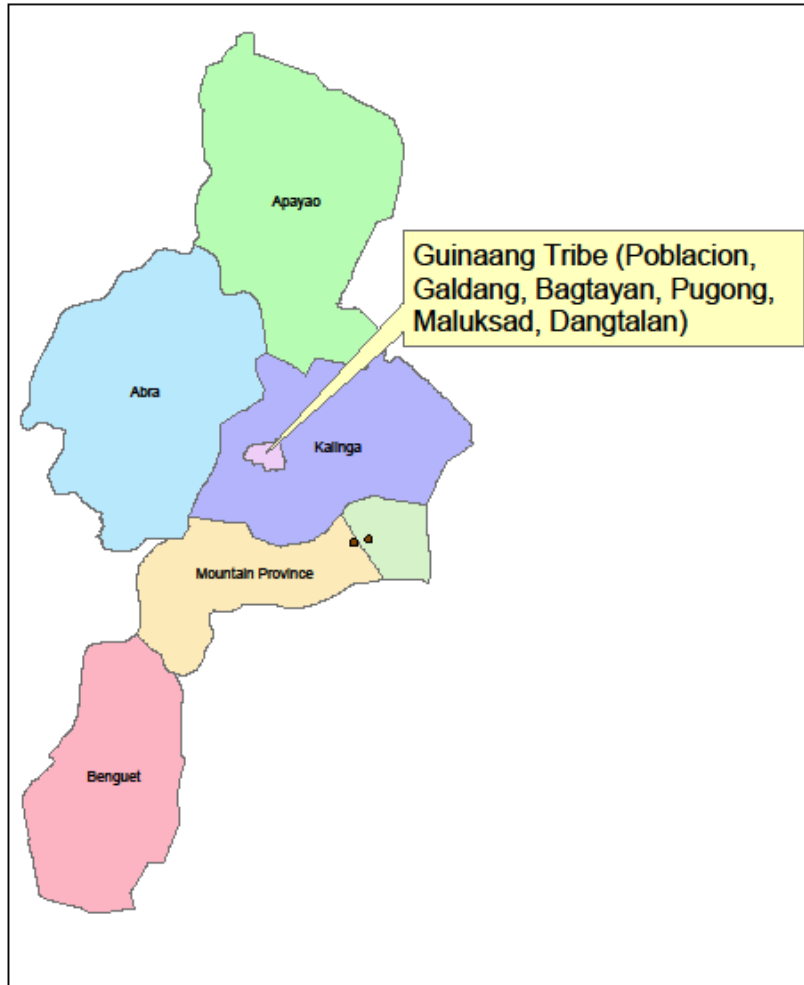 Apayao
Guinaang Tribe (Poblacion,
Galdang, Bagtayan, Pugong,
Maluksad, Dangtalan)
Abra
Kalinga
Mountain Province
Benguet